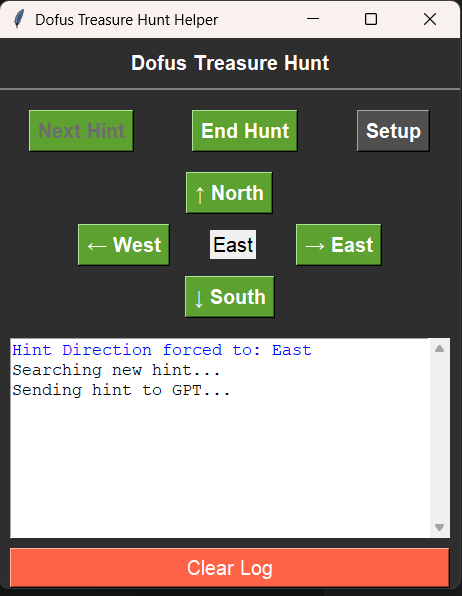 Dofus Treasure Hunt Helper
Dofus Treasure Hunt
Next Hint End Hunt Setup
↑ North
← West East → East
↓ South
Hint Direction forced to: East
Searching new hint...
Sending hint to GPT...
Clear Log